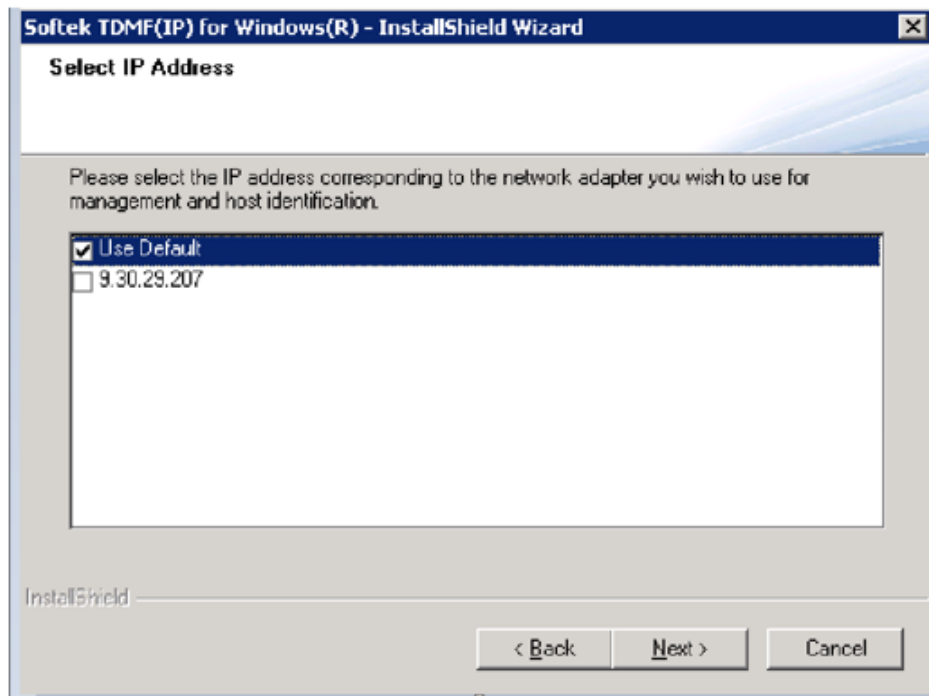 Softek TDMF(IP) for Windows(R) - InstallShield Wizard
Select IP Address
Please select the IP address corresponding to the network adapter you wish to use for
management and host identification.
Use Default
9.30.29.207
InstallShield
< Back Next > Cancel